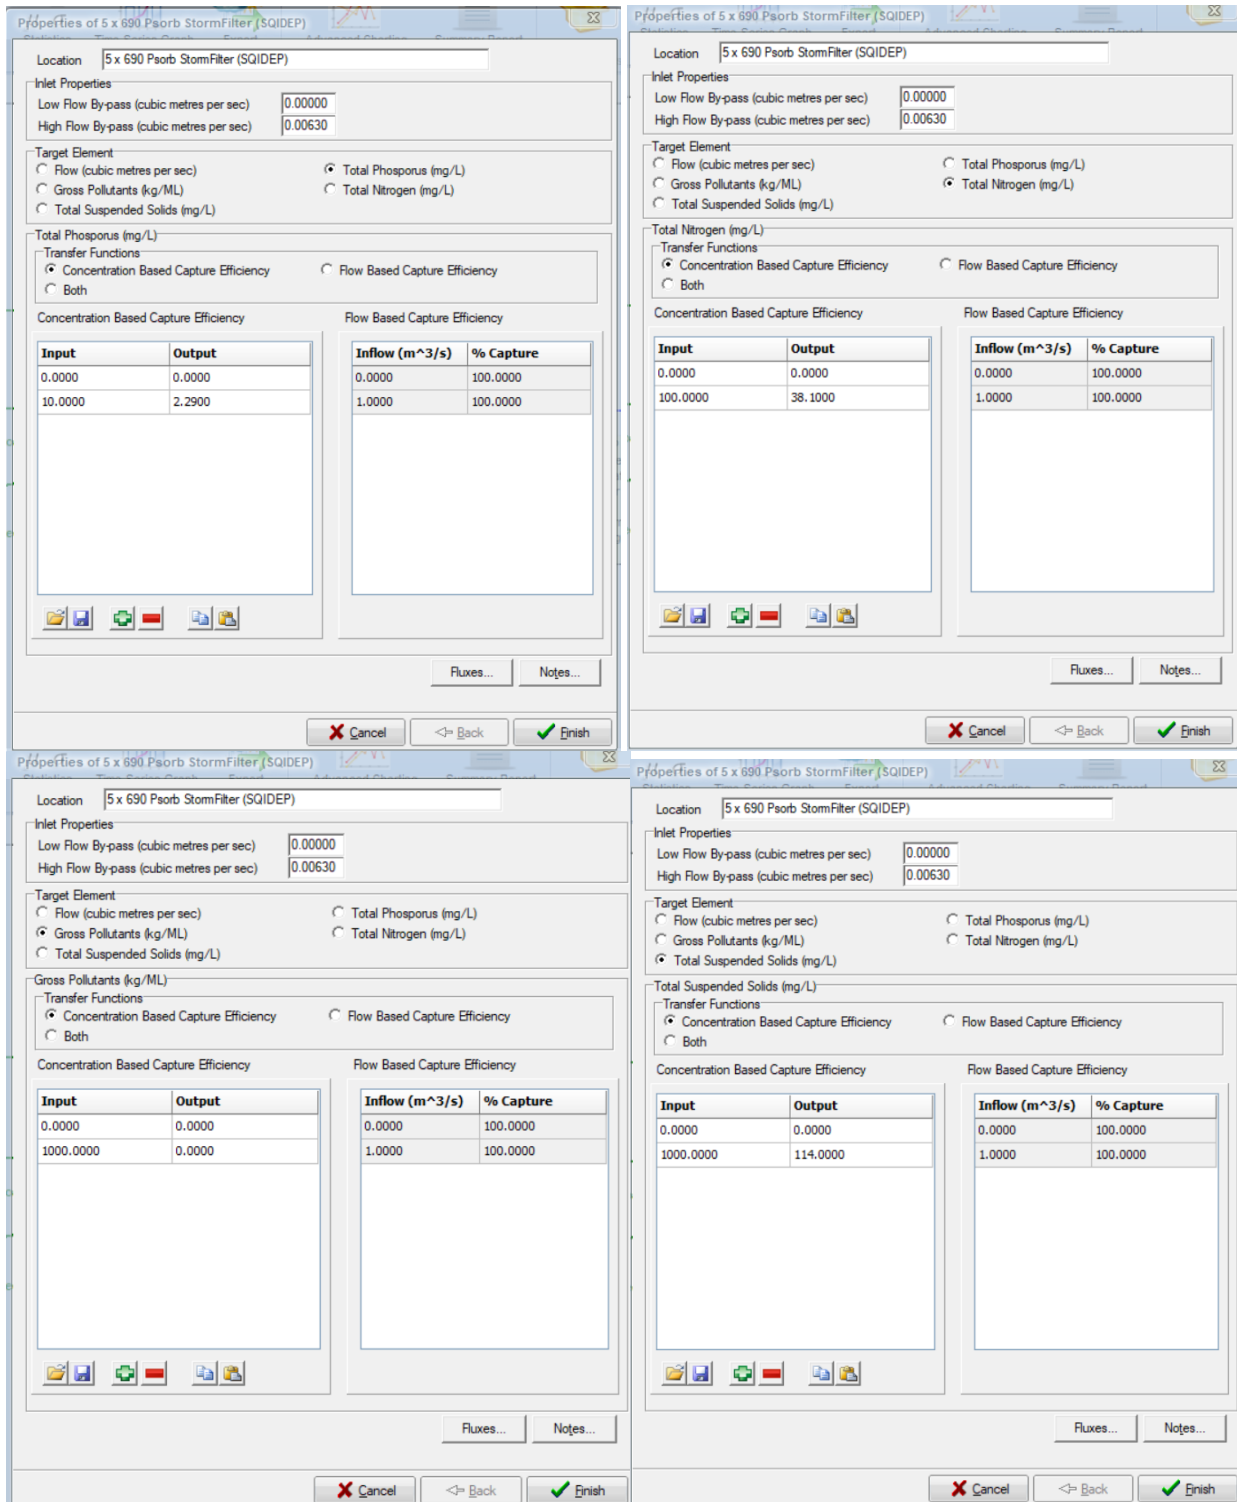 Properties of 5 x 690 Psorb StormFilter (SQIDEP)
Location 5 x 690 Psorb StormFilter (SQIDEP)
Inlet Properties
Low Flow By-pass (cubic metres per sec) 0.00000
High Flow By-pass (cubic metres per sec) 0.00630
Target Element
Flow (cubic metres per sec) Total Phosporus (mg/L)
Gross Pollutants (kg/ML) Total Nitrogen (mg/L)
Total Suspended Solids (mg/L)
Total Phosporus (mg/L)
Transfer Functions
Concentration Based Capture Efficiency Flow Based Capture Efficiency
Both
Concentration Based Capture Efficiency Flow Based Capture Efficiency
Input Output Inflow (m^3/s) % Capture
0.0000 0.0000 0.0000 100.0000
10.0000 2.2900 1.0000 100.0000
Fluxes... Notes...
Cancel Back Finish
Properties of 5 x 690 Psorb StormFilter (SQIDEP)
Location 5 x 690 Psorb StormFilter (SQIDEP)
Inlet Properties
Low Flow By-pass (cubic metres per sec) 0.00000
High Flow By-pass (cubic metres per sec) 0.00630
Target Element
Flow (cubic metres per sec) Total Phosporus (mg/L)
Gross Pollutants (kg/ML) Total Nitrogen (mg/L)
Total Suspended Solids (mg/L)
Total Nitrogen (mg/L)
Transfer Functions
Concentration Based Capture Efficiency Flow Based Capture Efficiency
Both
Concentration Based Capture Efficiency Flow Based Capture Efficiency
Input Output Inflow (m^3/s) % Capture
0.0000 0.0000 0.0000 100.0000
100.0000 38.1000 1.0000 100.0000
Fluxes... Notes...
Cancel Back Finish
Properties of 5 x 690 Psorb StormFilter (SQIDEP)
Location 5 x 690 Psorb StormFilter (SQIDEP)
Inlet Properties
Low Flow By-pass (cubic metres per sec) 0.00000
High Flow By-pass (cubic metres per sec) 0.00630
Target Element
Flow (cubic metres per sec) Total Phosporus (mg/L)
Gross Pollutants (kg/ML) Total Nitrogen (mg/L)
Total Suspended Solids (mg/L)
Gross Pollutants (kg/ML)
Transfer Functions
Concentration Based Capture Efficiency Flow Based Capture Efficiency
Both
Concentration Based Capture Efficiency Flow Based Capture Efficiency
Input Output Inflow (m^3/s) % Capture
0.0000 0.0000 0.0000 100.0000
1000.0000 0.0000 1.0000 100.0000
Fluxes... Notes...
Cancel Back Finish
Properties of 5 x 690 Psorb StormFilter (SQIDEP)
Location 5 x 690 Psorb StormFilter (SQIDEP)
Inlet Properties
Low Flow By-pass (cubic metres per sec) 0.00000
High Flow By-pass (cubic metres per sec) 0.00630
Target Element
Flow (cubic metres per sec) Total Phosporus (mg/L)
Gross Pollutants (kg/ML) Total Nitrogen (mg/L)
Total Suspended Solids (mg/L)
Total Suspended Solids (mg/L)
Transfer Functions
Concentration Based Capture Efficiency Flow Based Capture Efficiency
Both
Concentration Based Capture Efficiency Flow Based Capture Efficiency
Input Output Inflow (m^3/s) % Capture
0.0000 0.0000 0.0000 100.0000
1000.0000 114.0000 1.0000 100.0000
Fluxes... Notes...
Cancel Back Finish